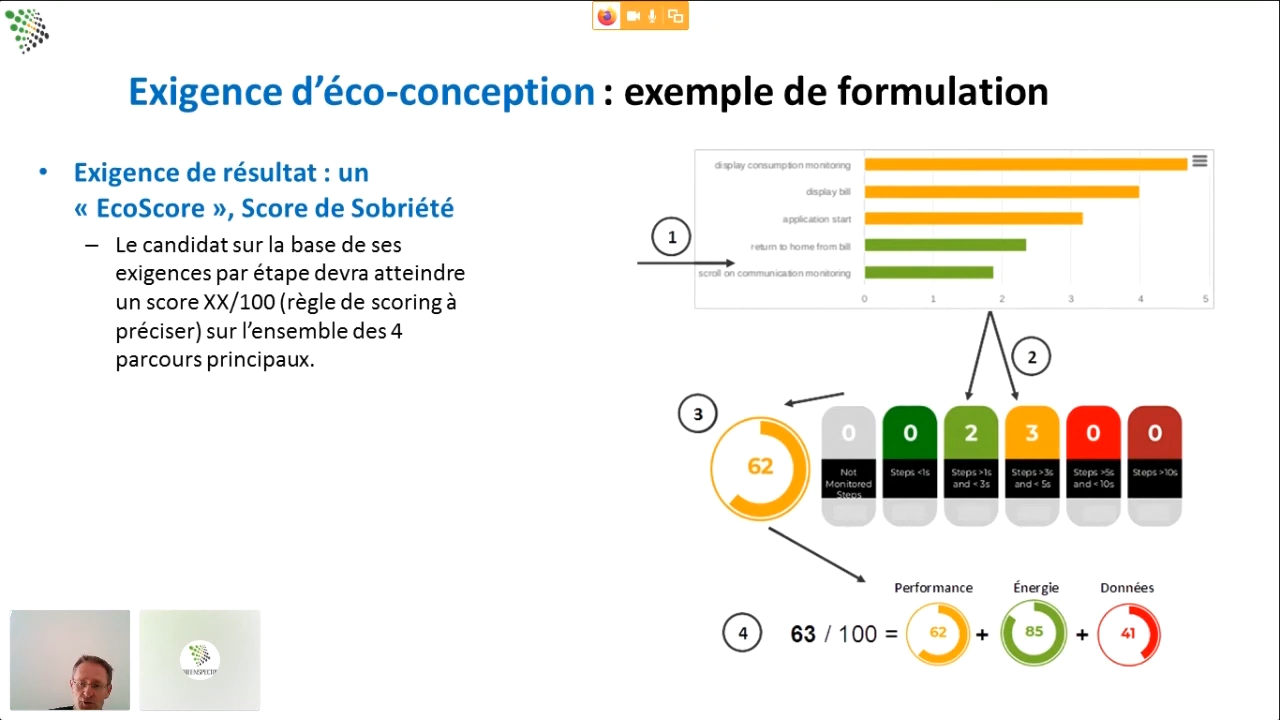 Exigence d’éco-conception : exemple de formulation
• Exigence de résultat : un
« EcoScore », Score de Sobriété
– Le candidat sur la base de ses
exigences par étape devra atteindre
un score XX/100 (règle de scoring à
préciser) sur l’ensemble des 4
parcours principaux.
1
display consumption monitoring
display bill
application start
return to home from bill
scroll on communication monitoring
0 1 2 3 4 5
2
3
62
0 0 2 3 0 0
Not
Monitored
Steps
Steps <1s
Steps >1s
and < 3s
Steps >3s
and < 5s
Steps >5s
and <10s
Steps >10s
Performance Énergie Données
4
63 / 100 = 62 + 85 + 41